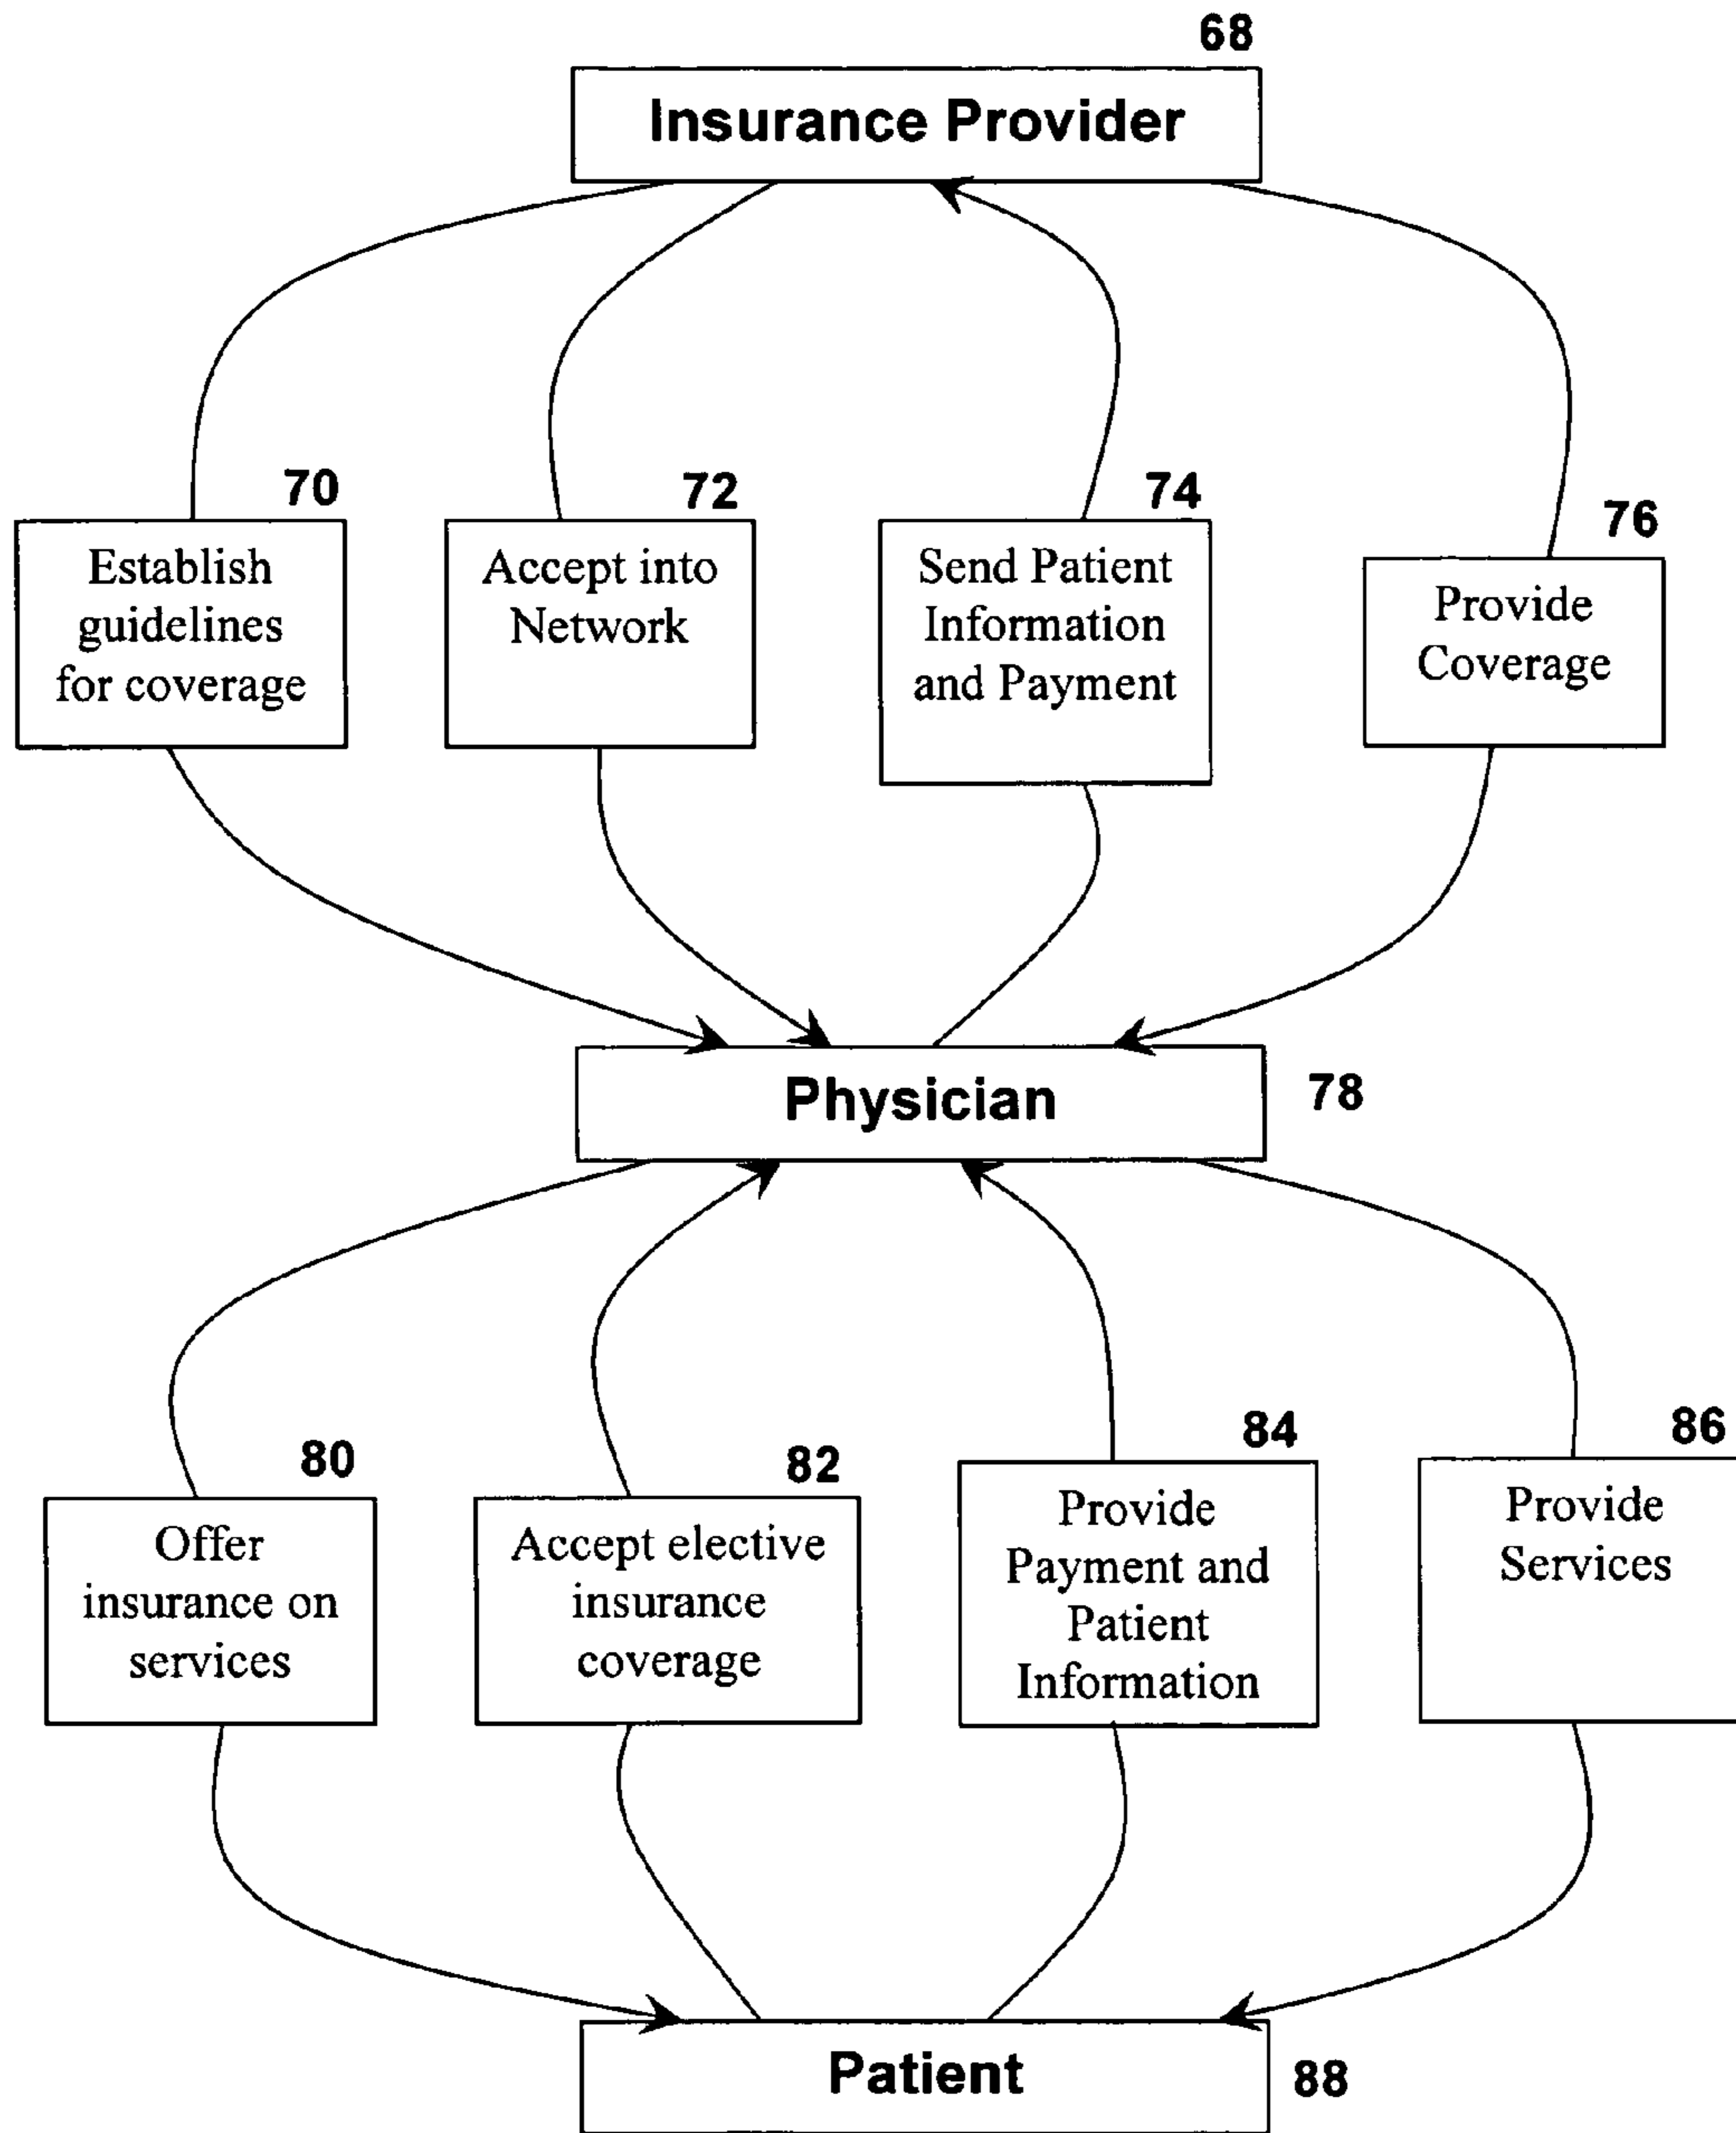 68
Insurance Provider
70
Establish
guidelines
for coverage
72
Accept into
Network
74
Send Patient
Information
and Payment
76
Provide
Coverage
Physician
78
80
Offer
insurance on
services
82
Accept elective
insurance
coverage
84
Provide
Payment and
Patient
Information
86
Provide
Services
Patient
88